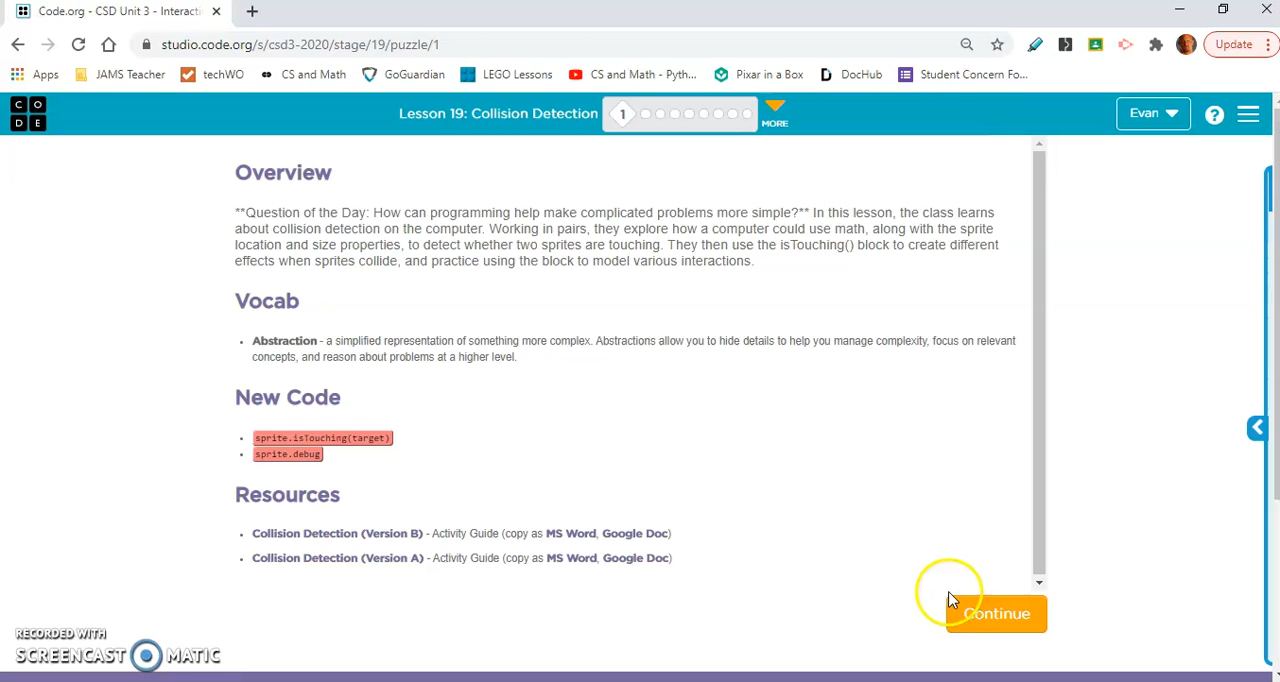 Code.org - CSD Unit 3 - Interacti
studio.code.org/s/csd3-2020/stage/19/puzzle/1
Update
Apps JAMS Teacher techWO CS and Math GoGuardian LEGO Lessons CS and Math - Pyth... Pixar in a Box DocHub Student Concern Fo...
C O
D E
Lesson 19: Collision Detection 1 MORE Evan ?
Overview
**Question of the Day: How can programming help make complicated problems more simple?** In this lesson, the class learns
about collision detection on the computer. Working in pairs, they explore how a computer could use math, along with the sprite
location and size properties, to detect whether two sprites are touching. They then use the isTouching() block to create different
effects when sprites collide, and practice using the block to model various interactions.
Vocab
• Abstraction - a simplified representation of something more complex. Abstractions allow you to hide details to help you manage complexity, focus on relevant
concepts, and reason about problems at a higher level.
New Code
• sprite.isTouching(target)
• sprite.debug
Resources
• Collision Detection (Version B) - Activity Guide (copy as MS Word, Google Doc)
• Collision Detection (Version A) - Activity Guide (copy as MS Word, Google Doc)
Continue
RECORDED WITH
SCREENCAST MATIC